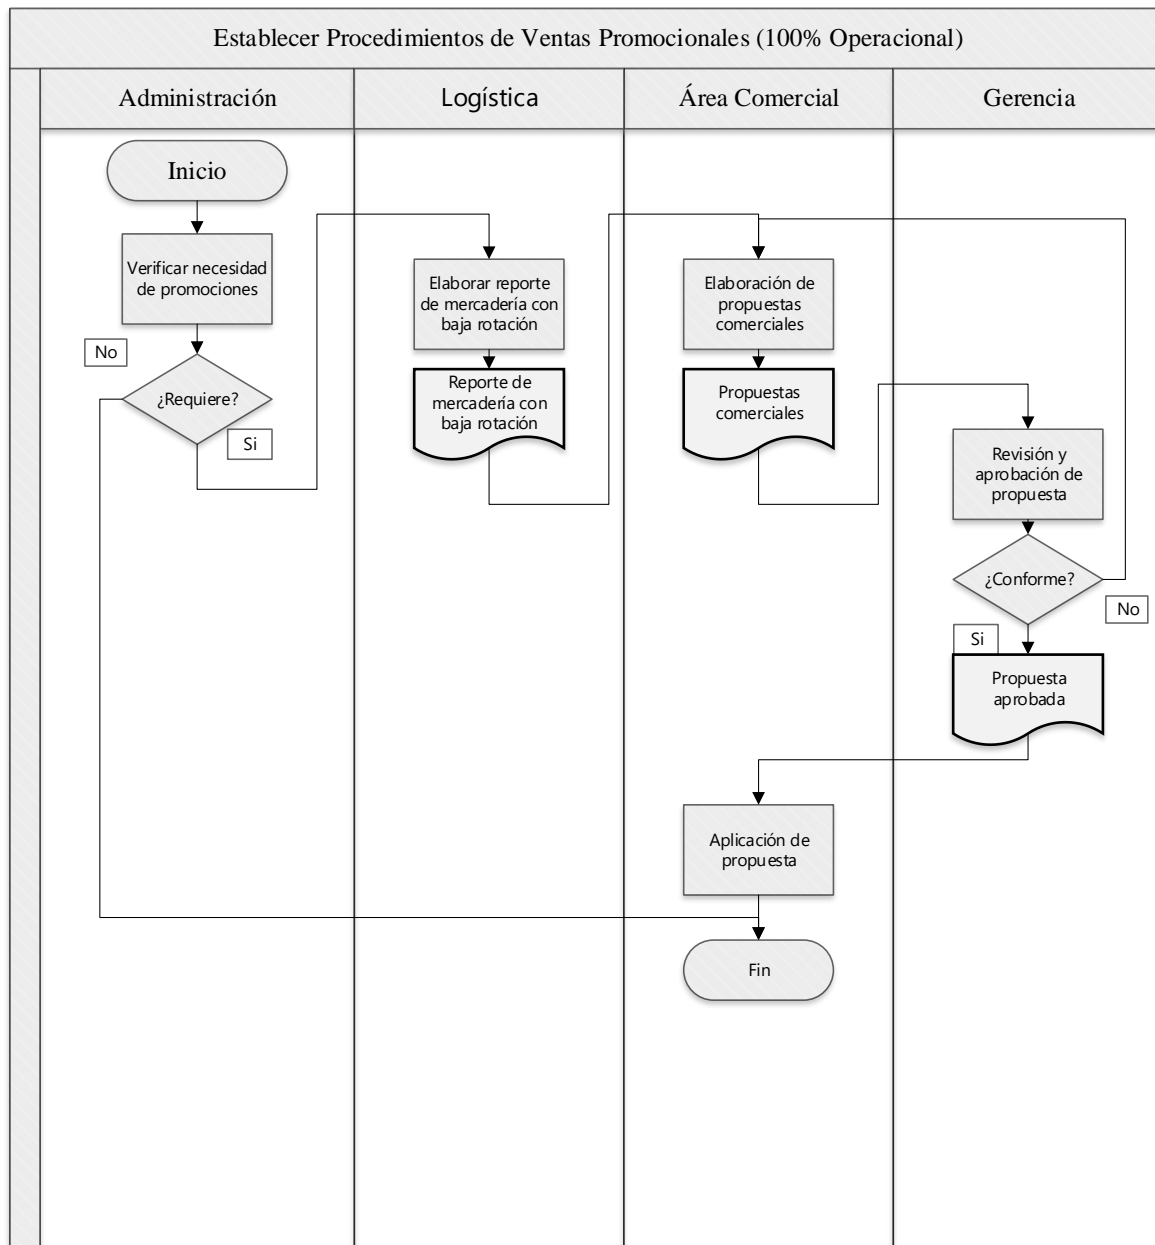 Establecer Procedimientos de Ventas Promocionales (100% Operacional)
Administración
Logística
Área Comercial
Gerencia
Inicio
Verificar necesidad
de promociones
No
¿Requiere?
Si
Elaborar reporte
de mercadería con
baja rotación
Reporte de
mercadería con
baja rotación
Elaboración de
propuestas
comerciales
Propuestas
comerciales
Revisión y
aprobación de
propuesta
¿Conforme?
No
Si
Propuesta
aprobada
Aplicación de
propuesta
Fin